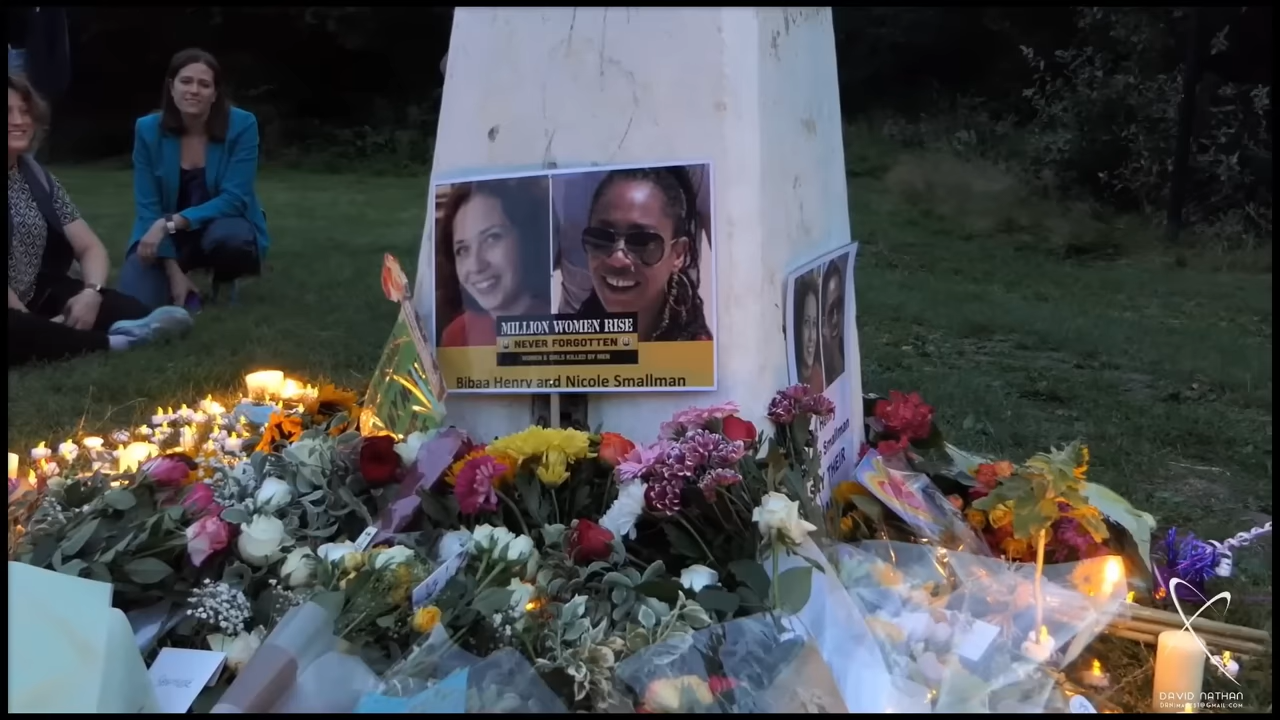 MILLION WOMEN RISE
NEVER FORGOTTEN
WOMEN & GIRLS KILLED BY MEN
Bibaa Henry and Nicole Smallman
Smallman
THEIR
DAVID NATHAN